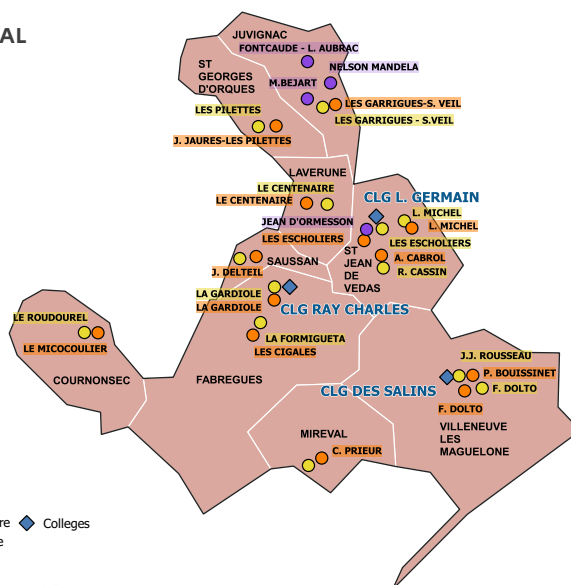 AL
JUVIGNAC
FONTCAUDE - L. AUBRAC
ST
GEORGES
D'ORQUES
NELSON MANDELA
M.BEJART
LES GARRIGUES-S. VEIL
LES PILETTES
LES GARRIGUES - S.VEIL
J. JAURES-LES PILETTES
LAVERUNE
LE CENTENAIRE
CLG L. GERMAIN
LE CENTENAIRE
L. MICHEL
JEAN D'ORMESSON
L. MICHEL
LES ESCHOLIERS
LES ESCHOLIERS
ST
JEAN
DE
VEDAS
A. CABROL
SAUSSAN
J. DELTEIL
R. CASSIN
LA GARDIOLE
LA GARDIOLE
CLG RAY CHARLES
LE ROUDOUREL
LA FORMIGUETA
LE MICOCOULIER
LES CIGALES
J.J. ROUSSEAU
P. BOUISSINET
COURNONSEC
FABREGUES
CLG DES SALINS
F. DOLTO
F. DOLTO
VILLENEUVE
LES
MAGUELONE
MIREVAL
C. PRIEUR
re
Colleges
e